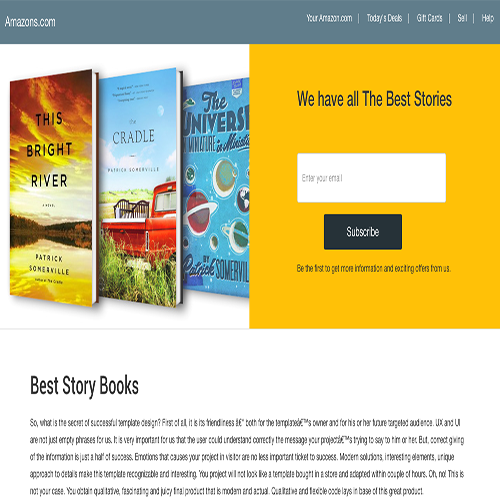 Amazons.com
Your Amazon.com
Today's Deals
Gift Cards
Sell
Help
THIS
BRIGHT
RIVER
A NOVEL
PATRICK
SOMERVILLE
the
CRADLE
PATRICK SOMERVILLE
The
UNIVERSE
MINIATURE in Miniature
Patrick
SOMERVIL
We have all The Best Stories
Enter your email
Subscribe
Be the first to get more information and exciting offers from us.
Best Story Books
So, what is the secret of successful template design? First of all, it is its friendliness â€“ both for the templateâ€™s owner and for his or her future targeted audience. UX and UI
are not just empty phrases for us. It is very important for us that the user could understand correctly the message your projectâ€™s trying to say to him or her. But, correct giving
of the information is just a half of success. Emotions that causes your project in visitor are no less important ticket to success. Modern solutions, interesting elements, unique
approach to details make this template recognizable and interesting. You project will not look like a template bought in a store and adapted within couple of hours. Oh, no! This is
not your case. You obtain qualitative, fascinating and juicy final product that is modern and actual. Qualitative and flexible code lays in base of this great product.